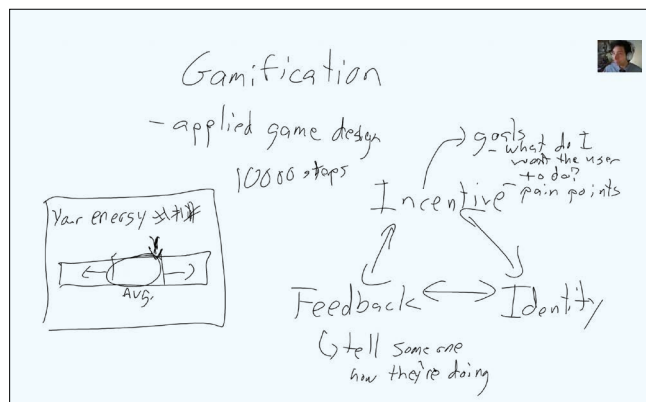 Gamification
- applied game design
10000 steps
goals
- what do I
want the user
to do?
- pain points
Incentive
Your energy
Avg.
Feedback
Identity
tell someone
how they're doing